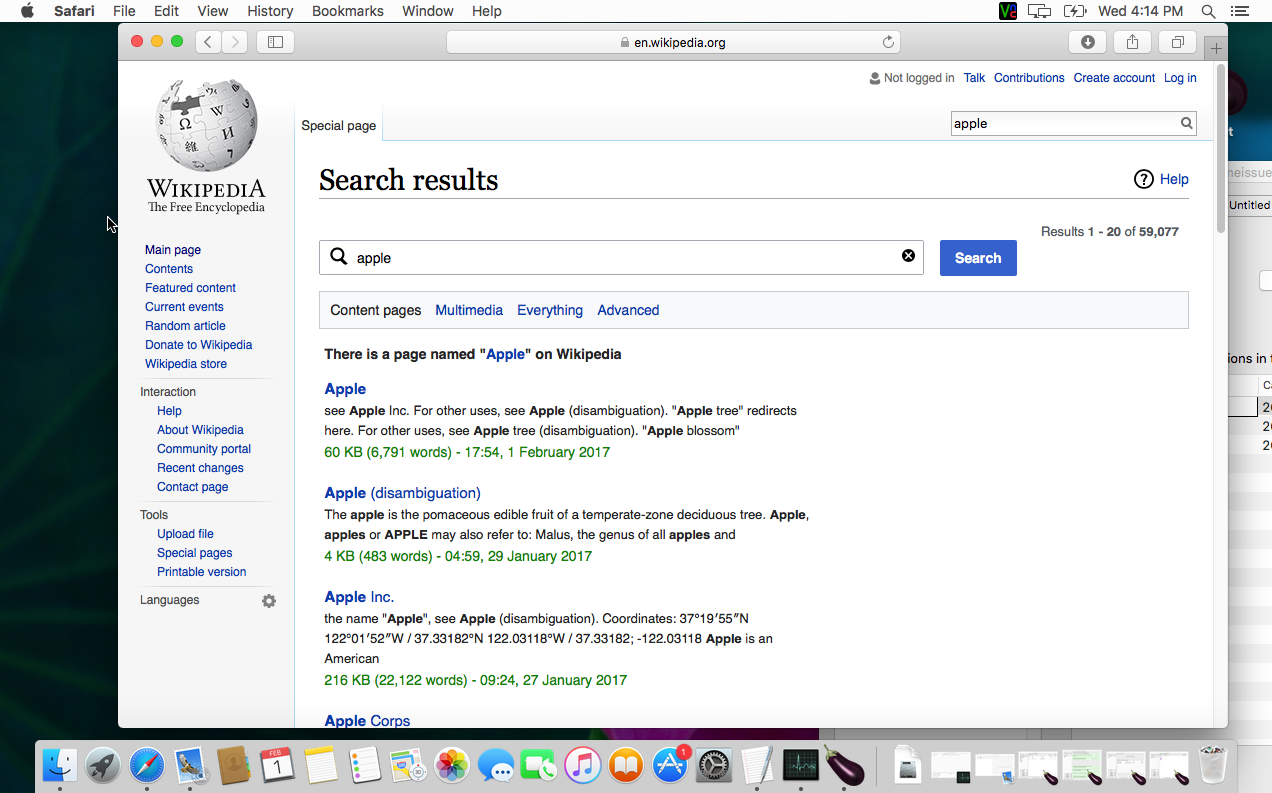 Safari File Edit View History Bookmarks Window Help Wed 4:14 PM
en.wikipedia.org
Not logged in Talk Contributions Create account Log in
Special page
apple
WIKIPEDIA
The Free Encyclopedia
Main page
Contents
Featured content
Current events
Random article
Donate to Wikipedia
Wikipedia store
Interaction
Help
About Wikipedia
Community portal
Recent changes
Contact page
Tools
Upload file
Special pages
Printable version
Languages
Search results
Help
Results 1 - 20 of 59,077
apple
Search
Content pages Multimedia Everything Advanced
There is a page named "Apple" on Wikipedia
Apple
see Apple Inc. For other uses, see Apple (disambiguation). "Apple tree" redirects
here. For other uses, see Apple tree (disambiguation). "Apple blossom"
60 KB (6,791 words) - 17:54, 1 February 2017
Apple (disambiguation)
The apple is the pomaceous edible fruit of a temperate-zone deciduous tree. Apple,
apples or APPLE may also refer to: Malus, the genus of all apples and
4 KB (483 words) - 04:59, 29 January 2017
Apple Inc.
the name "Apple", see Apple (disambiguation). Coordinates: 37°19′55″N
122°01′52″W / 37.33182°N 122.03118°W / 37.33182; -122.03118 Apple is an
American
216 KB (22,122 words) - 09:24, 27 January 2017
Apple Corps
Untitled
FEB
1
1